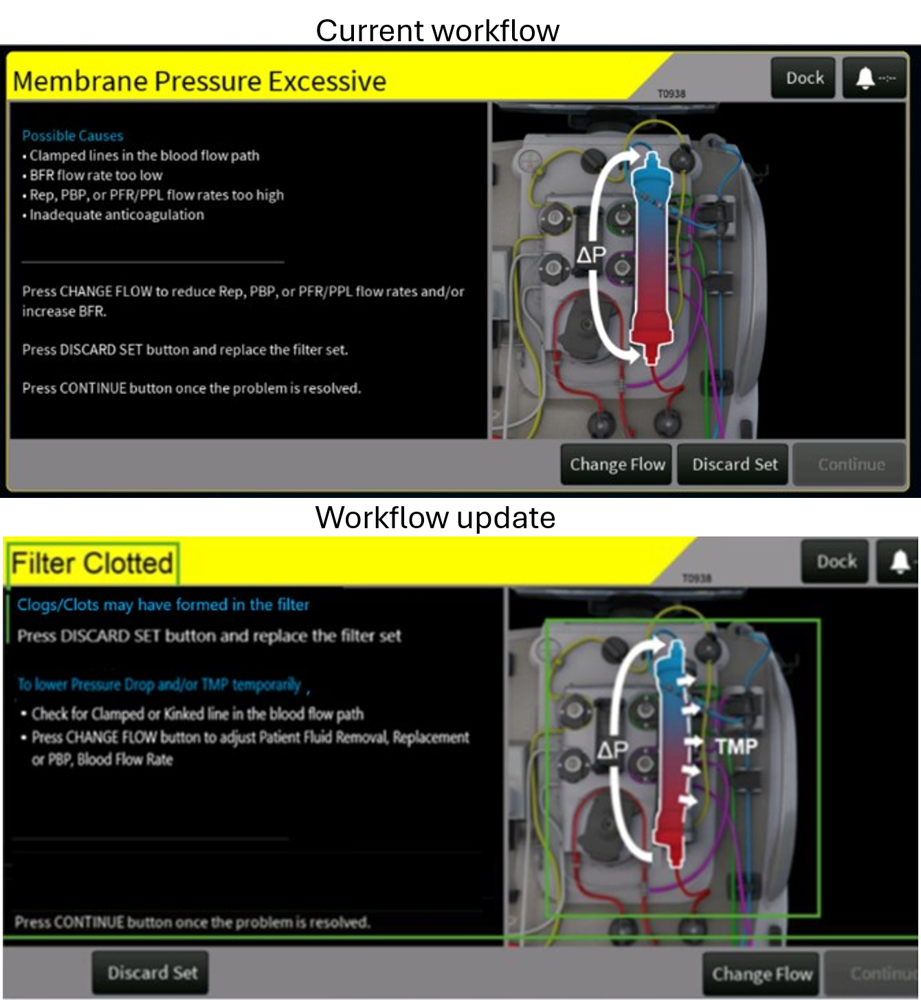 Current workflow
Membrane Pressure Excessive
T0938
Dock
--:--
Possible Causes
• Clamped lines in the blood flow path
• BFR flow rate too low
• Rep, PBP, or PFR/PPL flow rates too high
• Inadequate anticoagulation
Press CHANGE FLOW to reduce Rep, PBP, or PFR/PPL flow rates and/or
increase BFR.
Press DISCARD SET button and replace the filter set.
Press CONTINUE button once the problem is resolved.
ΔP
Change Flow
Discard Set
Continue
Workflow update
Filter Clotted
T0938
Dock
Clogs/Clots may have formed in the filter
Press DISCARD SET button and replace the filter set
To lower Pressure Drop and/or TMP temporarily ,
• Check for Clamped or Kinked line in the blood flow path
• Press CHANGE FLOW button to adjust Patient Fluid Removal, Replacement
or PBP, Blood Flow Rate
Press CONTINUE button once the problem is resolved.
ΔP
TMP
Discard Set
Change Flow
Continu